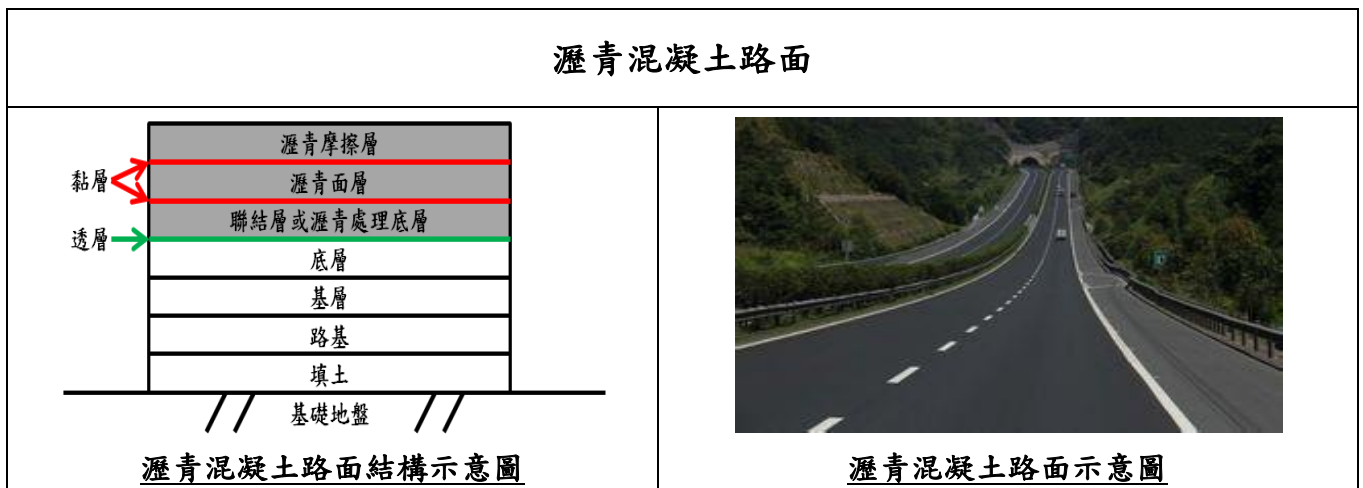 瀝青混凝土路面
瀝青摩擦層
黏層
瀝青面層
聯結層或瀝青處理底層
透層
底層
基層
路基
填土
基礎地盤
瀝青混凝土路面結構示意圖
瀝青混凝土路面示意圖